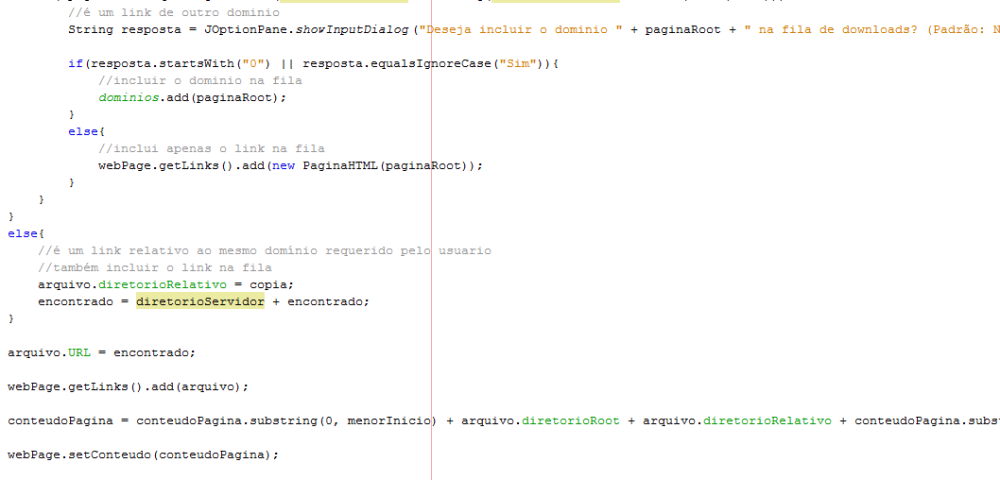 //é um link de outro dominio
String resposta = JOptionPane.showInputDialog("Deseja incluir o dominio " + paginaRoot + " na fila de downloads? (Padrão: N
if(resposta.startsWith("0") || resposta.equalsIgnoreCase("Sim")){
//incluir o dominio na fila
dominios.add(paginaRoot);
}
else{
//inclui apenas o link na fila
webPage.getLinks().add(new PaginaHTML(paginaRoot));
}
}
}
else{
//é um link relativo ao mesmo domínio requerido pelo usuario
//também incluir o link na fila
arquivo.diretorioRelativo = copia;
encontrado = diretorioServidor + encontrado;
}
arquivo.URL = encontrado;
webPage.getLinks().add(arquivo);
conteudoPagina = conteudoPagina.substring(0, menorInicio) + arquivo.diretorioRoot + arquivo.diretorioRelativo + conteudoPagina.subst
webPage.setConteudo(conteudoPagina);